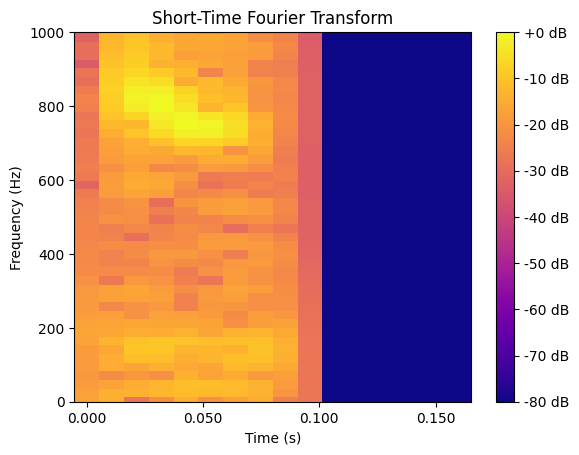 Short-Time Fourier Transform
1000
800
600
400
200
0
Frequency (Hz)
0.000
0.050
0.100
0.150
Time (s)
+0 dB
-10 dB
-20 dB
-30 dB
-40 dB
-50 dB
-60 dB
-70 dB
-80 dB